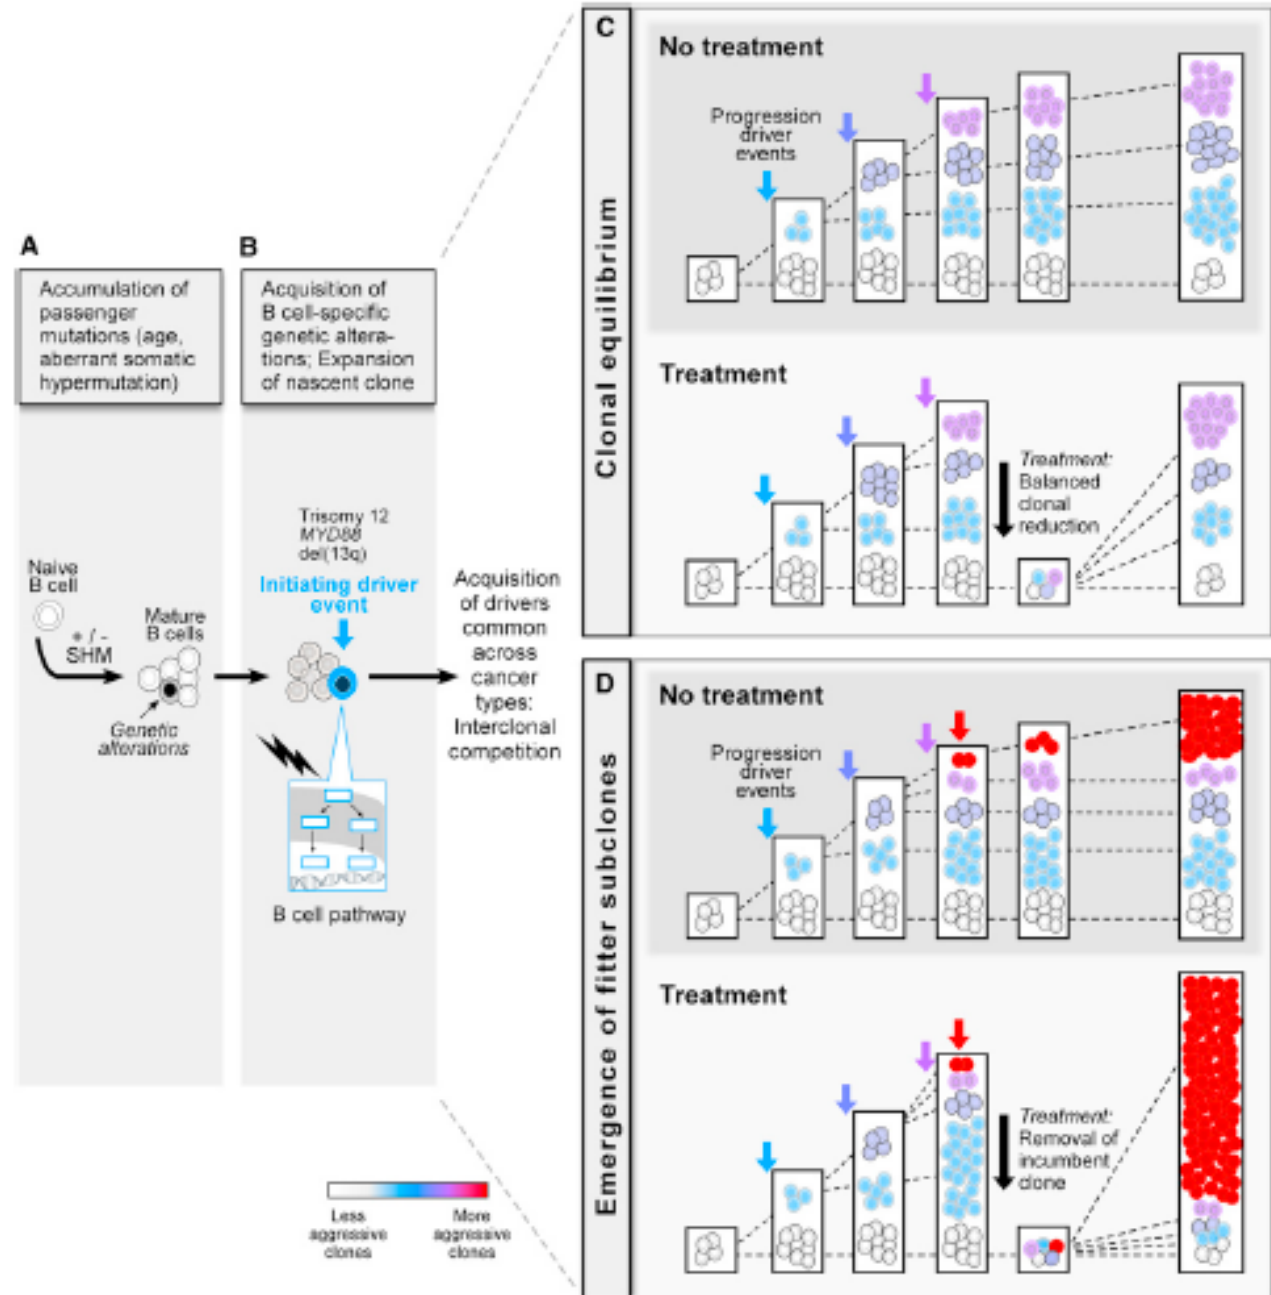 A
Accumulation of
passenger
mutations (age,
aberrant somatic
hypermutation)
Naive
B cell
+ / -
SHM
Mature
B cells
Genetic
alterations
B
Acquisition of
B cell-specific
genetic altera-
tions; Expansion
of nascent clone
Trisomy 12
MYD88
del(13q)
Initiating driver
event
B cell pathway
Acquisition
of drivers
common
across
cancer
types:
Interclonal
competition
Less
aggressive
clones
More
aggressive
clones
C
Clonal equilibrium
No treatment
Progression
driver
events
Treatment
Treatment:
Balanced
clonal
reduction
D
Emergence of fitter subclones
No treatment
Progression
driver
events
Treatment
Treatment:
Removal of
incumbent
clone